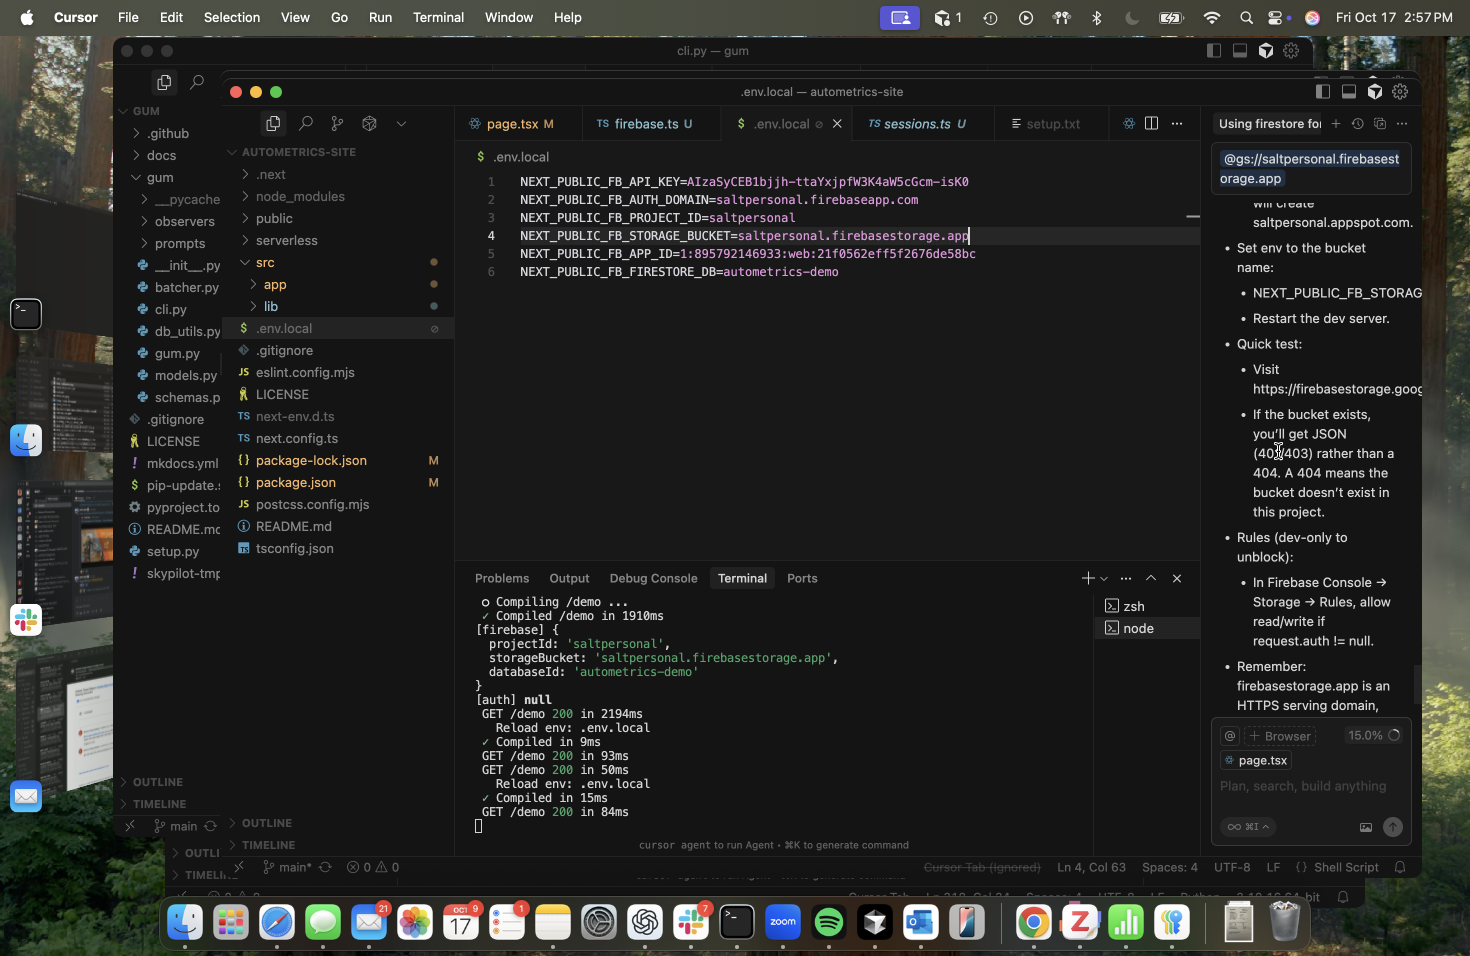 Cursor File Edit Selection View Go Run Terminal Window Help
1
Fri Oct 17 2:57 PM
cli.py — gum
.env.local — autometrics-site
GUM
.github
docs
gum
__pycache
observers
prompts
__init__.py
batcher.py
cli.py
db_utils.py
gum.py
models.py
schemas.p
.gitignore
LICENSE
mkdocs.yml
pip-update.s
pyproject.to
README.md
setup.py
skypilot-tmp
OUTLINE
TIMELINE
main
AUTOMETRICS-SITE
.next
node_modules
public
serverless
src
app
lib
.env.local
.gitignore
eslint.config.mjs
LICENSE
next-env.d.ts
next.config.ts
package-lock.json M
package.json M
postcss.config.mjs
README.md
tsconfig.json
OUTLINE
TIMELINE
page.tsx M
firebase.ts U
.env.local
sessions.ts U
setup.txt
$ .env.local
1 NEXT_PUBLIC_FB_API_KEY=AIzaSyCEB1bjjh-ttaYxjpfW3K4aW5cGcm-isK0
2 NEXT_PUBLIC_FB_AUTH_DOMAIN=saltpersonal.firebaseapp.com
3 NEXT_PUBLIC_FB_PROJECT_ID=saltpersonal
4 NEXT_PUBLIC_FB_STORAGE_BUCKET=saltpersonal.firebasestorage.app
5 NEXT_PUBLIC_FB_APP_ID=1:895792146933:web:21f0562eff5f2676de58bc
6 NEXT_PUBLIC_FB_FIRESTORE_DB=autometrics-demo
Problems Output Debug Console Terminal Ports
○ Compiling /demo ...
✓ Compiled /demo in 1910ms
[firebase] {
projectId: 'saltpersonal',
storageBucket: 'saltpersonal.firebasestorage.app',
databaseId: 'autometrics-demo'
}
[auth] null
GET /demo 200 in 2194ms
Reload env: .env.local
✓ Compiled in 9ms
GET /demo 200 in 93ms
GET /demo 200 in 50ms
Reload env: .env.local
✓ Compiled in 15ms
GET /demo 200 in 84ms
zsh
node
cursor agent to run Agent • ⌘K to generate command
Using firestore for
@gs://saltpersonal.firebasest
orage.app
will create
saltpersonal.appspot.com.
• Set env to the bucket
name:
• NEXT_PUBLIC_FB_STORAG
• Restart the dev server.
• Quick test:
• Visit
https://firebasestorage.goog
• If the bucket exists,
you'll get JSON
(401/403) rather than a
404. A 404 means the
bucket doesn't exist in
this project.
• Rules (dev-only to
unblock):
• In Firebase Console →
Storage → Rules, allow
read/write if
request.auth != null.
• Remember:
firebasestorage.app is an
HTTPS serving domain,
@ + Browser 15.0%
page.tsx
Plan, search, build anything
∞ ⌘I
main* 0 0
Cursor Tab (Ignored) Ln 4, Col 63 Spaces: 4 UTF-8 LF {} Shell Script
OUTLI
TIMELIN
21
OCT
17
9
1
7
zoom